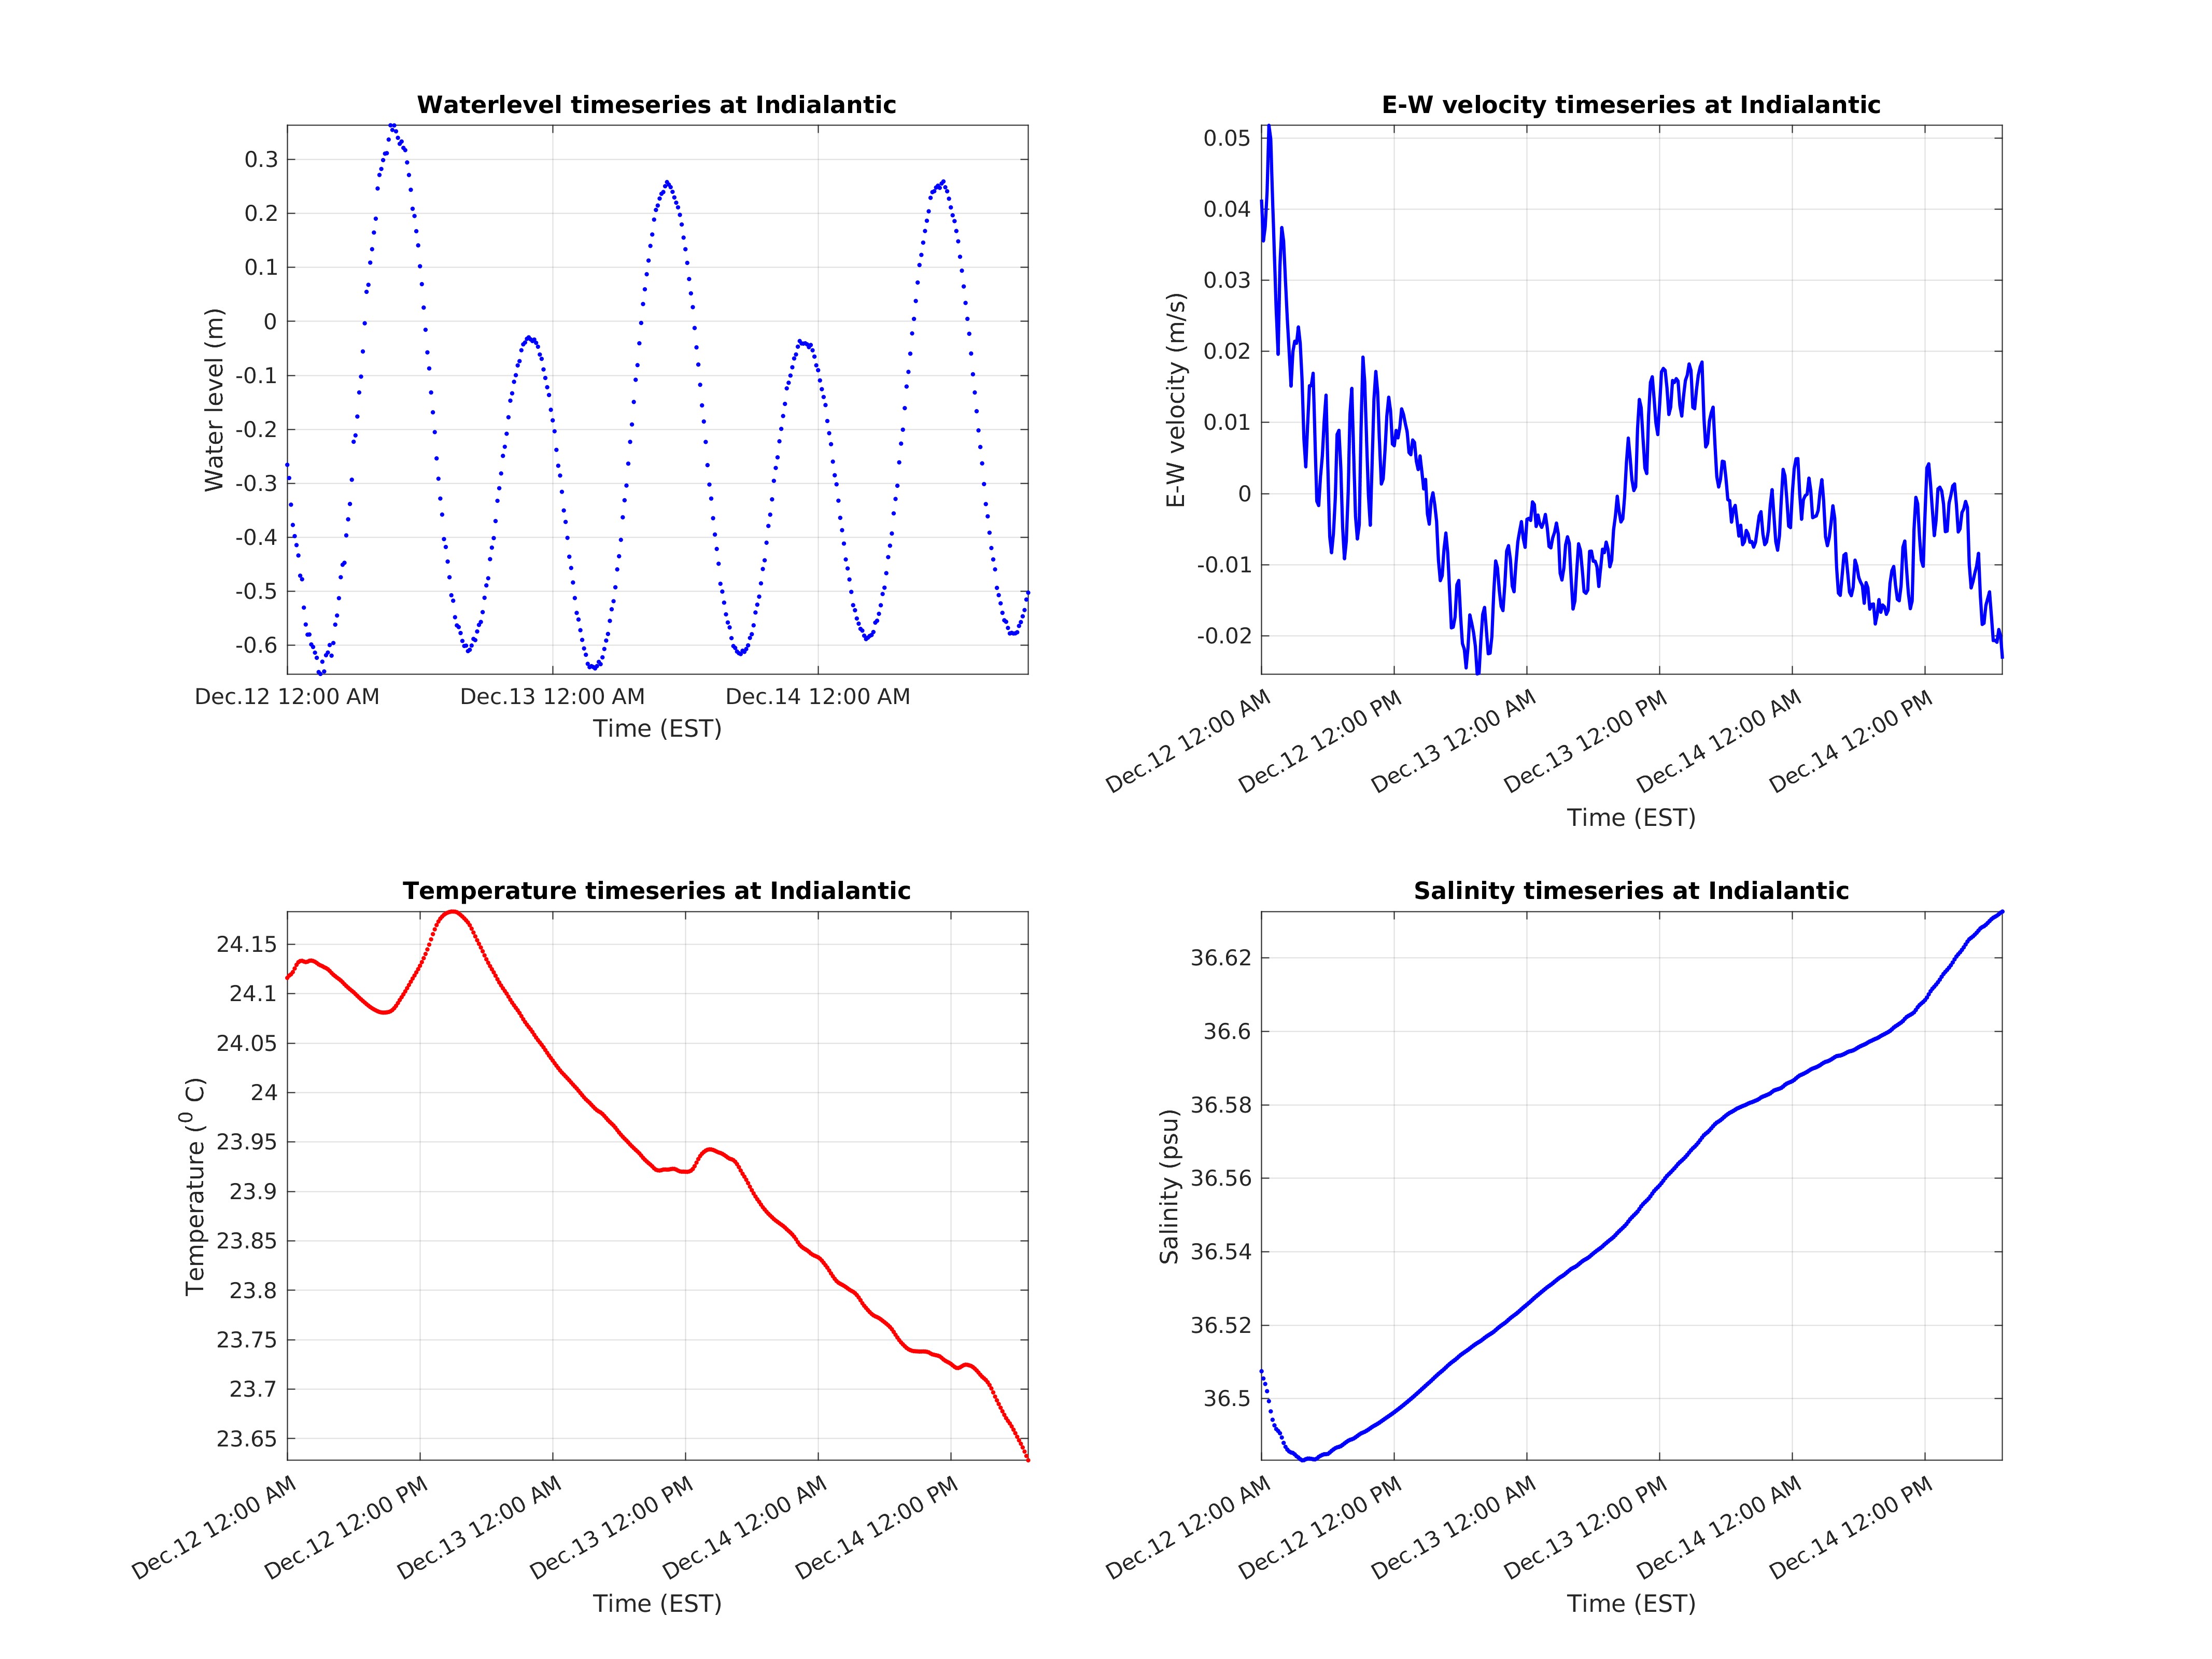 Waterlevel timeseries at Indialantic
0.3
0.2
0.1
0
-0.1
-0.2
-0.3
-0.4
-0.5
-0.6
Water level (m)
Dec.12 12:00 AM
Dec.13 12:00 AM
Dec.14 12:00 AM
Time (EST)
E-W velocity timeseries at Indialantic
0.05
0.04
0.03
0.02
0.01
0
-0.01
-0.02
E-W velocity (m/s)
Dec.12 12:00 AM
Dec.12 12:00 PM
Dec.13 12:00 AM
Dec.13 12:00 PM
Dec.14 12:00 AM
Dec.14 12:00 PM
Time (EST)
Temperature timeseries at Indialantic
24.15
24.1
24.05
24
23.95
23.9
23.85
23.8
23.75
23.7
23.65
Temperature (⁰ C)
Dec.12 12:00 AM
Dec.12 12:00 PM
Dec.13 12:00 AM
Dec.13 12:00 PM
Dec.14 12:00 AM
Dec.14 12:00 PM
Time (EST)
Salinity timeseries at Indialantic
36.62
36.6
36.58
36.56
36.54
36.52
36.5
Salinity (psu)
Dec.12 12:00 AM
Dec.12 12:00 PM
Dec.13 12:00 AM
Dec.13 12:00 PM
Dec.14 12:00 AM
Dec.14 12:00 PM
Time (EST)